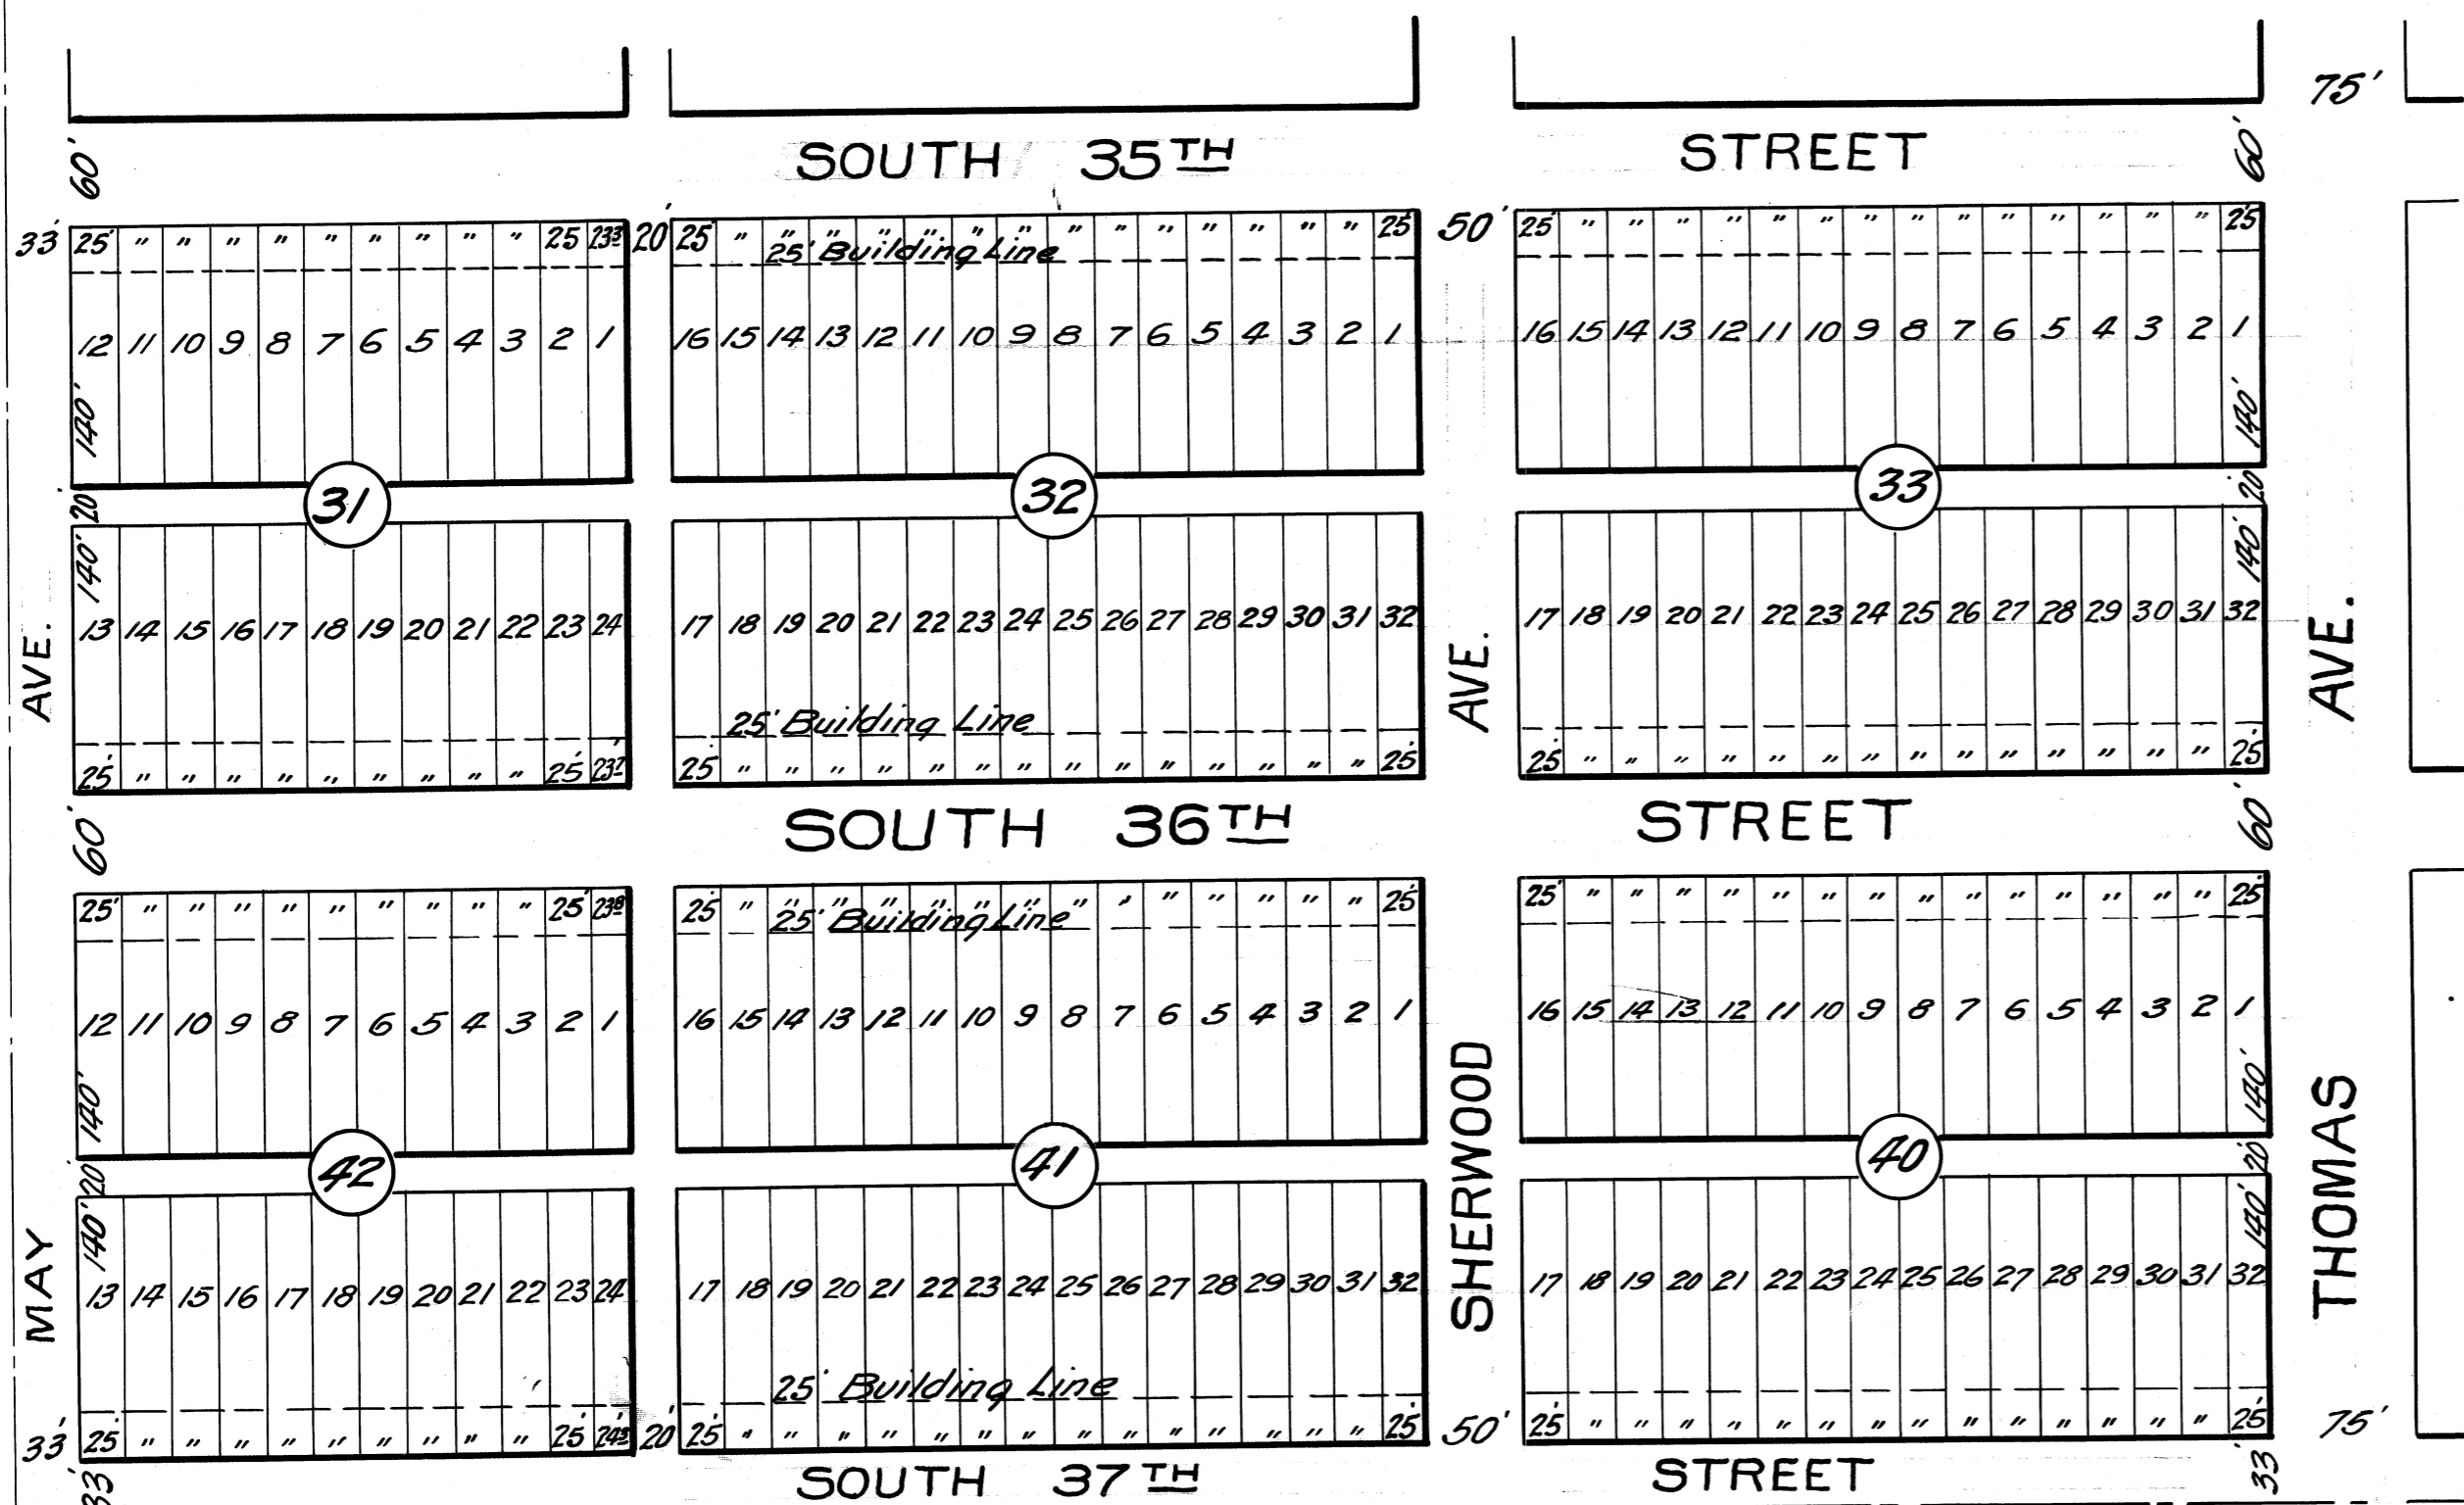 75'
60' SOUTH 35TH STREET 60'
33' 25' " " " " " " " " " 25 20' 25' " " " " " " " " " " " " " " 25' 50' 25' " " " " " " " " " " " " " " 25'
25' Building Line
12 11 10 9 8 7 6 5 4 3 2 1 16 15 14 13 12 11 10 9 8 7 6 5 4 3 2 1 16 15 14 13 12 11 10 9 8 7 6 5 4 3 2 1
140' 140'
20' 31 32 33 20'
140' 140'
13 14 15 16 17 18 19 20 21 22 23 24 17 18 19 20 21 22 23 24 25 26 27 28 29 30 31 32 17 18 19 20 21 22 23 24 25 26 27 28 29 30 31 32
AVE. AVE. AVE.
25' Building Line
25' " " " " " " " " " 25' 25' " " " " " " " " " " " " " " 25' 25' " " " " " " " " " " " " " " 25'
60' SOUTH 36TH STREET 60'
25' " " " " " " " " " 25' 25' " " " " " " " " " " " " " " 25' 25' " " " " " " " " " " " " " " 25'
25' Building Line
12 11 10 9 8 7 6 5 4 3 2 1 16 15 14 13 12 11 10 9 8 7 6 5 4 3 2 1 16 15 14 13 12 11 10 9 8 7 6 5 4 3 2 1
140' 140'
20' 42 41 40 20'
MAY SHERWOOD THOMAS
140' 140'
13 14 15 16 17 18 19 20 21 22 23 24 17 18 19 20 21 22 23 24 25 26 27 28 29 30 31 32 17 18 19 20 21 22 23 24 25 26 27 28 29 30 31 32
25' Building Line
33' 25' " " " " " " " " " 25' 20' 25' " " " " " " " " " " " " " " 25' 50' 25' " " " " " " " " " " " " " " 25' 75'
33' SOUTH 37TH STREET 33'